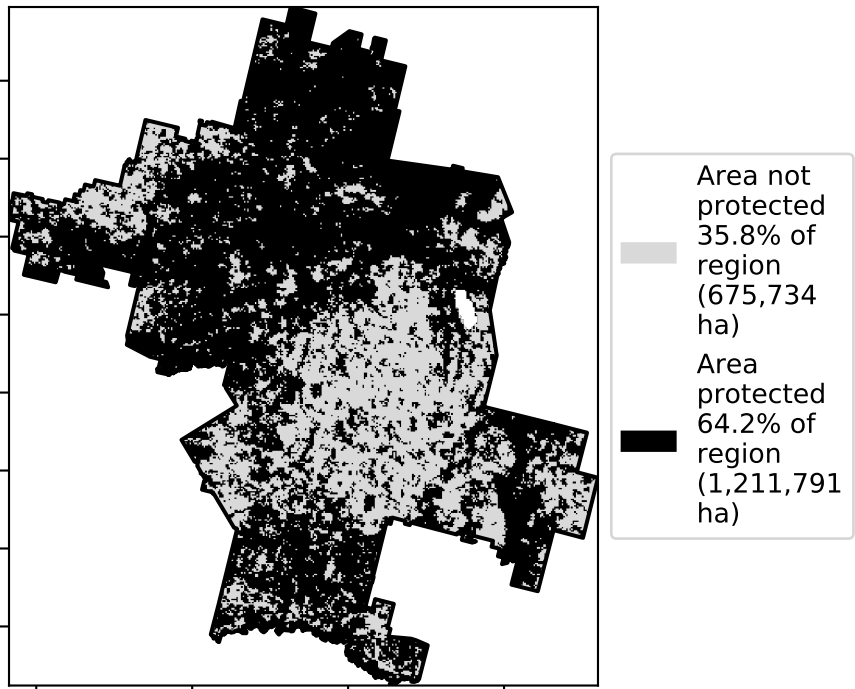 Area not
protected
35.8% of
region
(675,734
ha)
Area
protected
64.2% of
region
(1,211,791
ha)